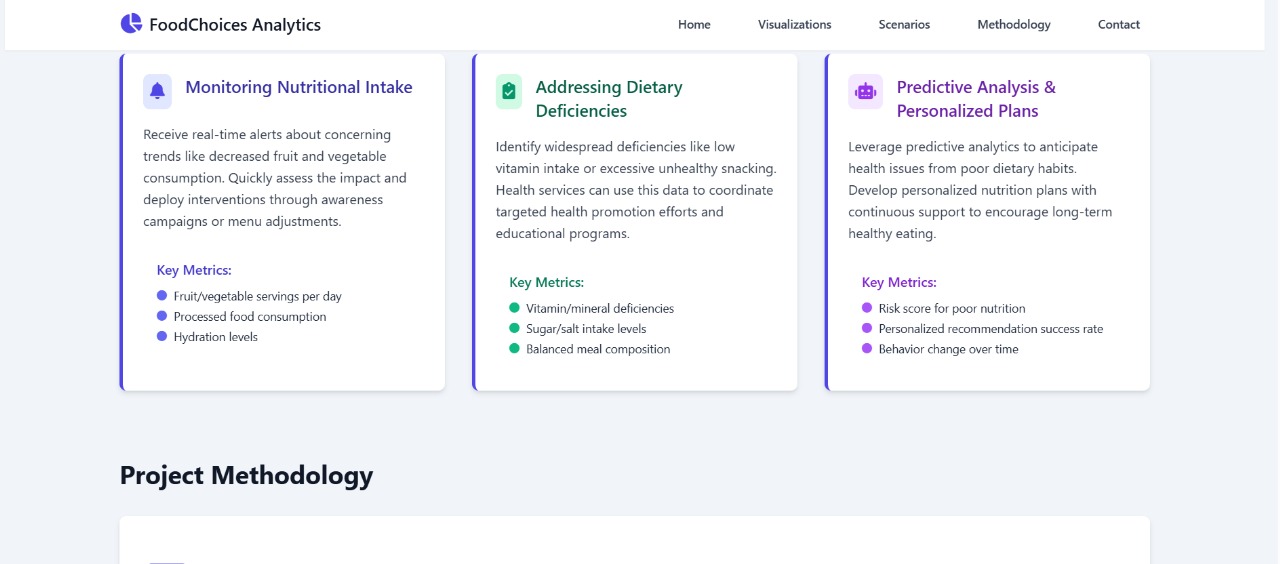 FoodChoices Analytics
Home
Visualizations
Scenarios
Methodology
Contact
Monitoring Nutritional Intake
Receive real-time alerts about concerning
trends like decreased fruit and vegetable
consumption. Quickly assess the impact and
deploy interventions through awareness
campaigns or menu adjustments.
Key Metrics:
Fruit/vegetable servings per day
Processed food consumption
Hydration levels
Addressing Dietary
Deficiencies
Identify widespread deficiencies like low
vitamin intake or excessive unhealthy snacking.
Health services can use this data to coordinate
targeted health promotion efforts and
educational programs.
Key Metrics:
Vitamin/mineral deficiencies
Sugar/salt intake levels
Balanced meal composition
Predictive Analysis &
Personalized Plans
Leverage predictive analytics to anticipate
health issues from poor dietary habits.
Develop personalized nutrition plans with
continuous support to encourage long-term
healthy eating.
Key Metrics:
Risk score for poor nutrition
Personalized recommendation success rate
Behavior change over time
Project Methodology